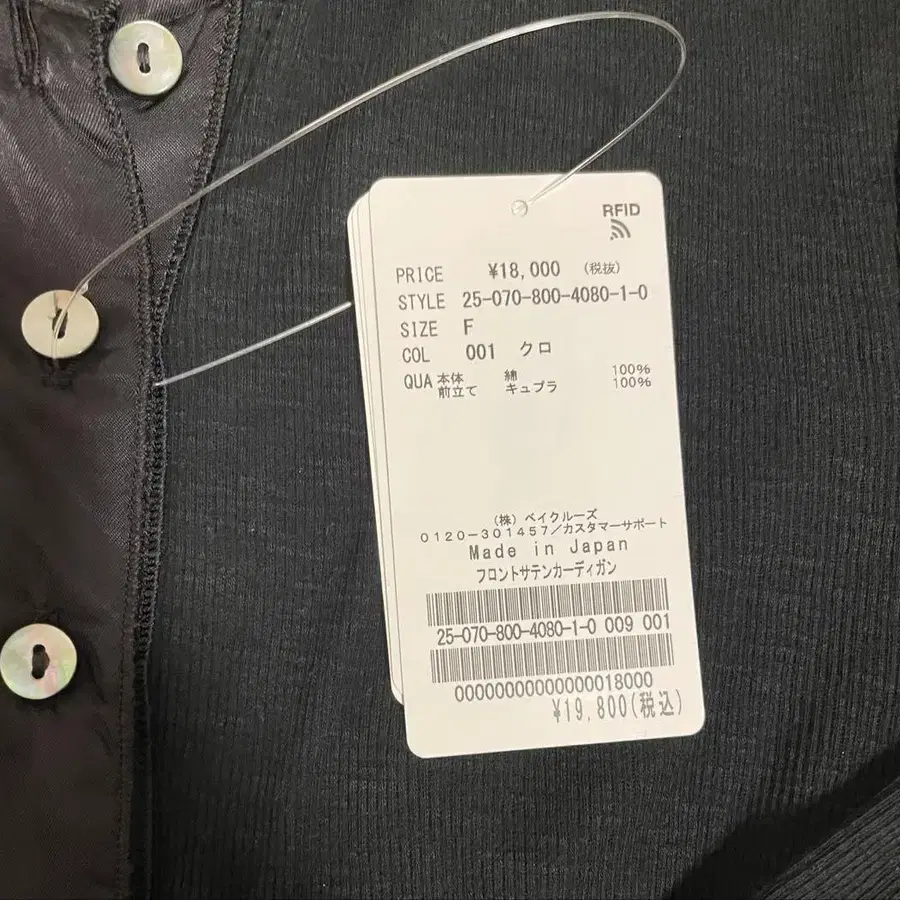 RFID
PRICE ¥18,000 (税抜)
STYLE 25-070-800-4080-1-0
SIZE F
COL 001 クロ
QUA 本体 綿 100%
前立て キュプラ 100%
(株) ベイクルーズ
0120-301457/カスタマーサポート
Made in Japan
フロントサテンカーディガン
25-070-800-4080-1-0 009 001
00000000000000018000
¥19,800(税込)